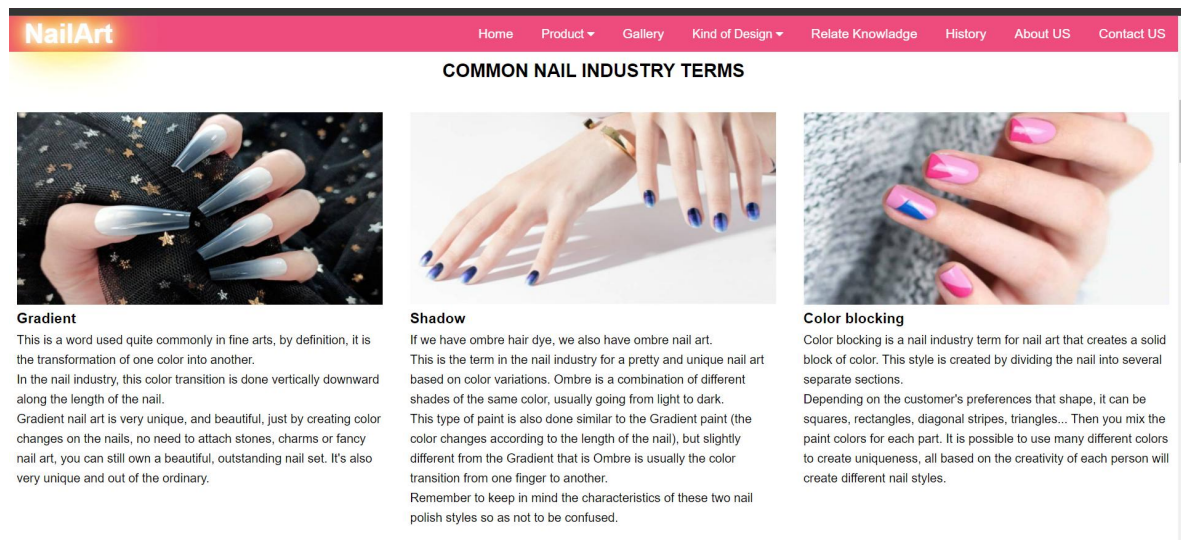 NailArt
Home Product Gallery Kind of Design Relate Knowladge History About US Contact US
COMMON NAIL INDUSTRY TERMS
Gradient
This is a word used quite commonly in fine arts, by definition, it is
the transformation of one color into another.
In the nail industry, this color transition is done vertically downward
along the length of the nail.
Gradient nail art is very unique, and beautiful, just by creating color
changes on the nails, no need to attach stones, charms or fancy
nail art, you can still own a beautiful, outstanding nail set. It's also
very unique and out of the ordinary.
Shadow
If we have ombre hair dye, we also have ombre nail art.
This is the term in the nail industry for a pretty and unique nail art
based on color variations. Ombre is a combination of different
shades of the same color, usually going from light to dark.
This type of paint is also done similar to the Gradient paint (the
color changes according to the length of the nail), but slightly
different from the Gradient that is Ombre is usually the color
transition from one finger to another.
Remember to keep in mind the characteristics of these two nail
polish styles so as not to be confused.
Color blocking
Color blocking is a nail industry term for nail art that creates a solid
block of color. This style is created by dividing the nail into several
separate sections.
Depending on the customer's preferences that shape, it can be
squares, rectangles, diagonal stripes, triangles... Then you mix the
paint colors for each part. It is possible to use many different colors
to create uniqueness, all based on the creativity of each person will
create different nail styles.